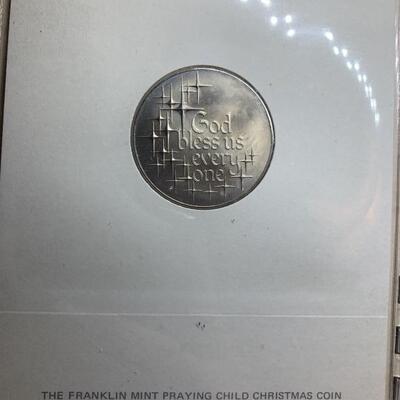 God
bless us
every
one
THE FRANKLIN MINT PRAYING CHILD CHRISTMAS COIN